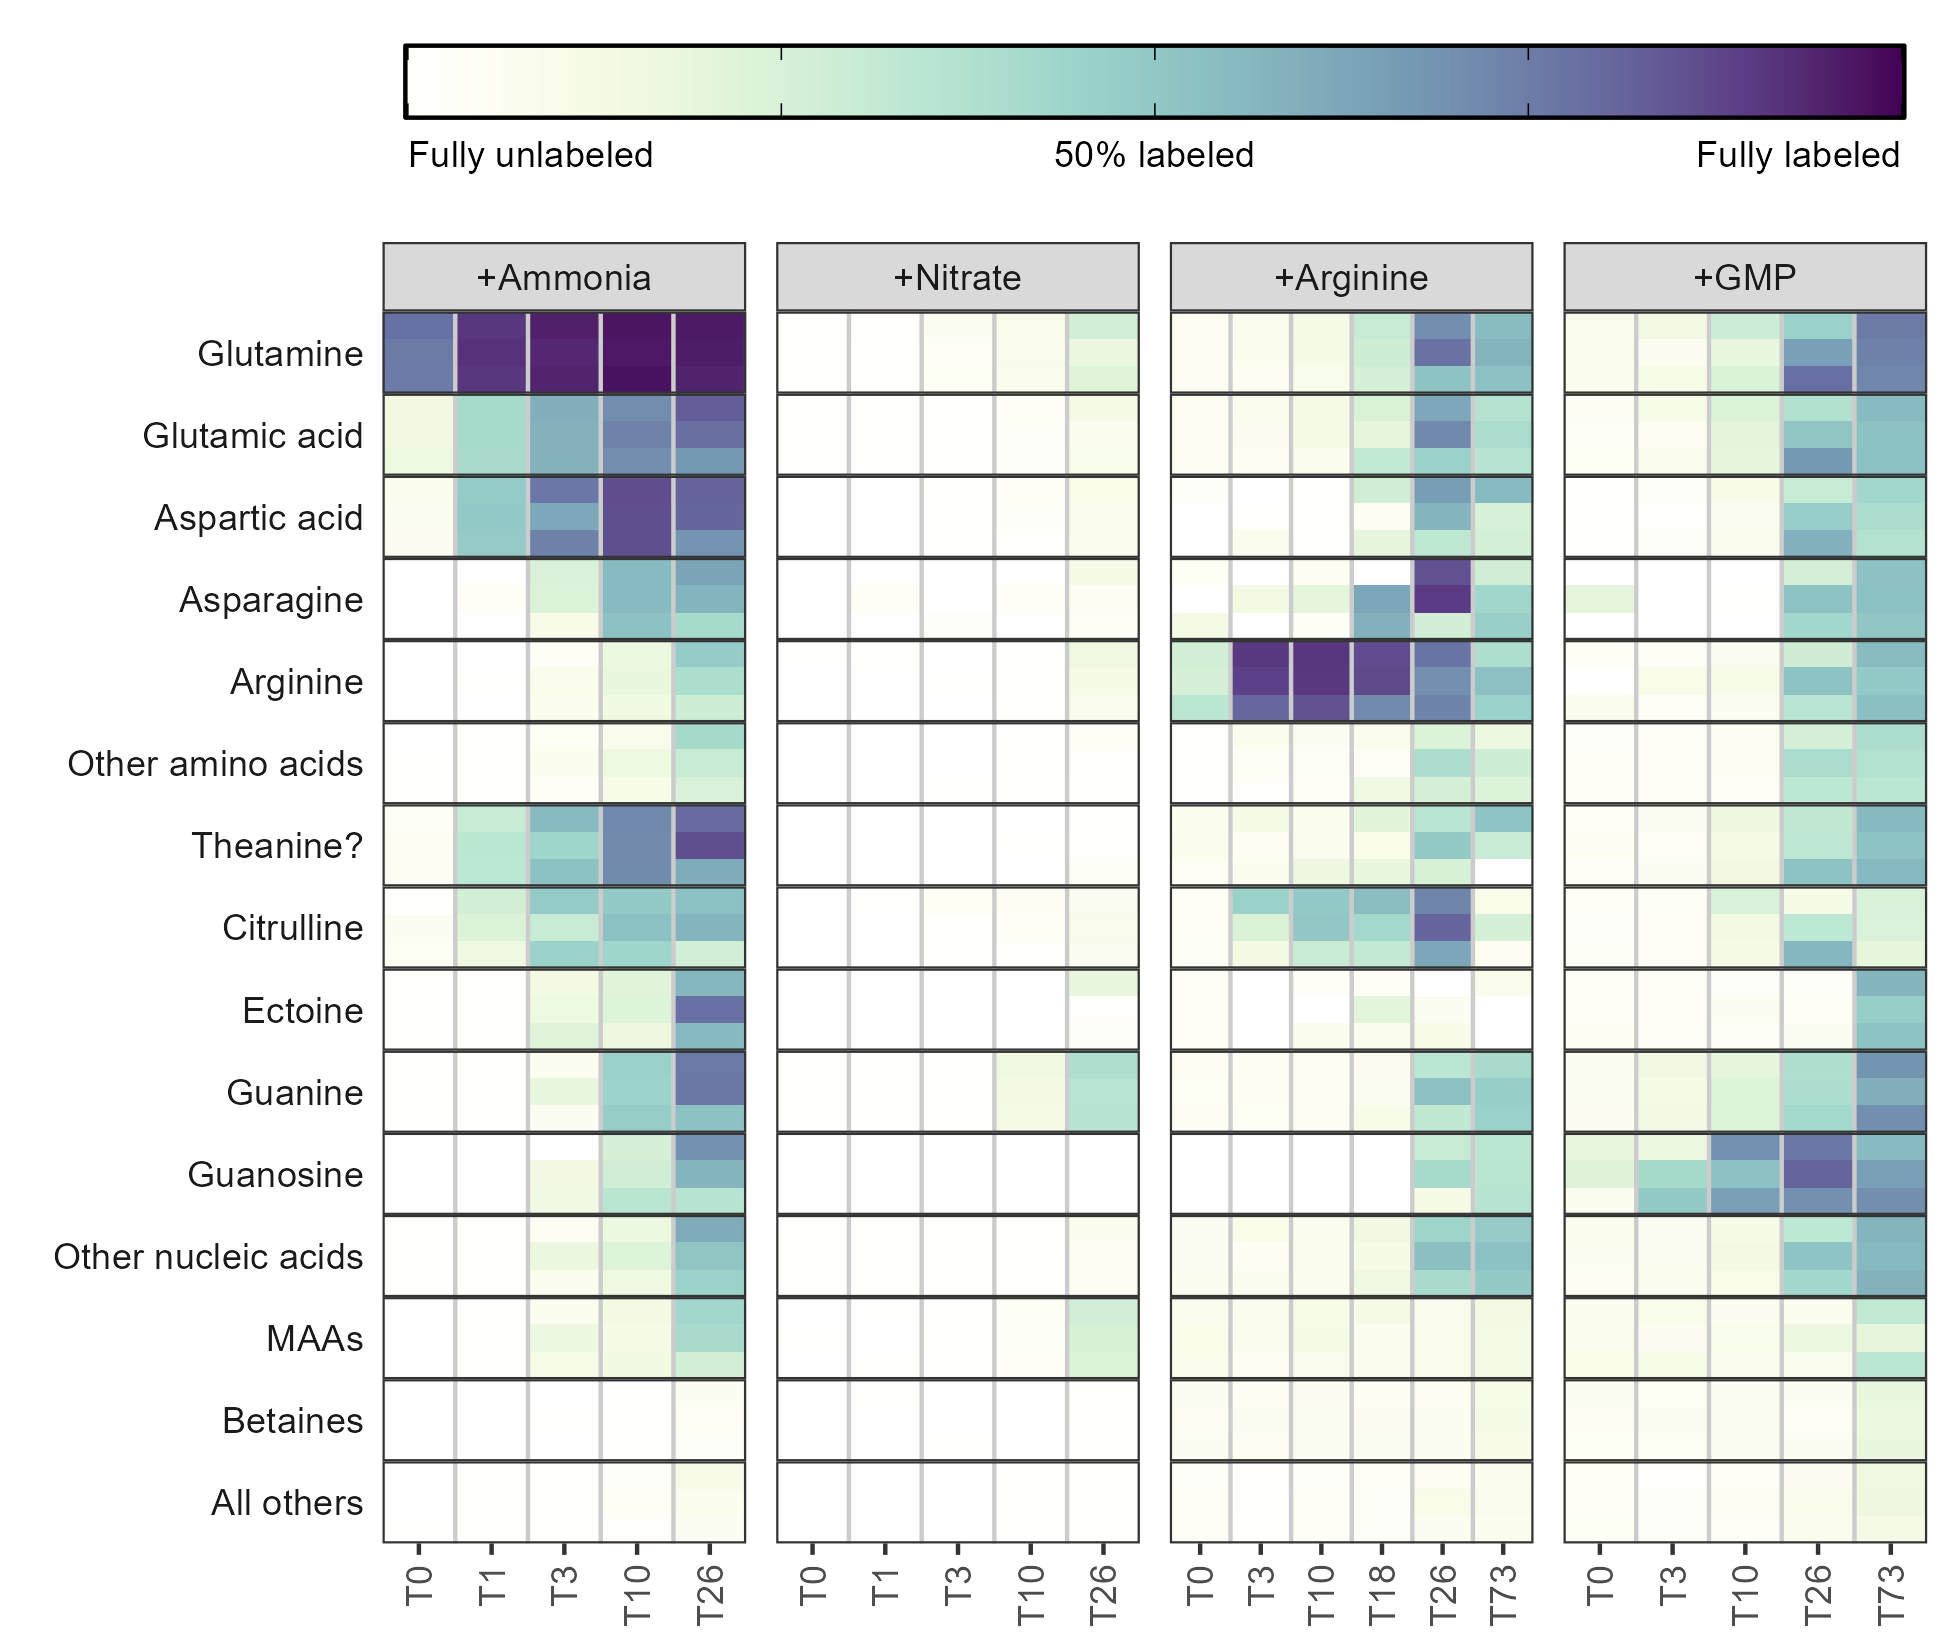 Fully unlabeled 50% labeled Fully labeled
+Ammonia +Nitrate +Arginine +GMP
Glutamine
Glutamic acid
Aspartic acid
Asparagine
Arginine
Other amino acids
Theanine?
Citrulline
Ectoine
Guanine
Guanosine
Other nucleic acids
MAAs
Betaines
All others
T0 T1 T3 T10 T26 T0 T1 T3 T10 T26 T0 T3 T10 T18 T26 T73 T0 T3 T10 T26 T73